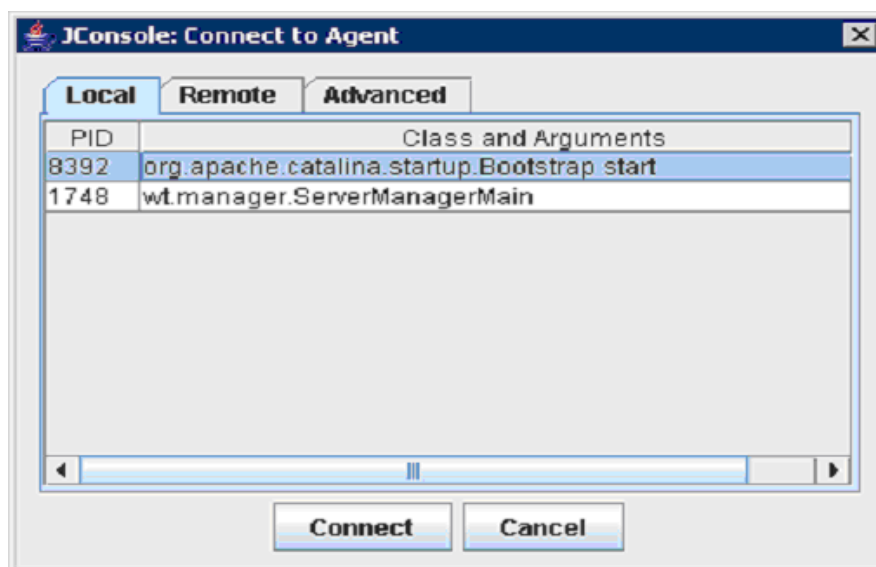 JConsole: Connect to Agent
Local Remote Advanced
PID Class and Arguments
8392 org.apache.catalina.startup.Bootstrap start
1748 wt.manager.ServerManagerMain
Connect Cancel